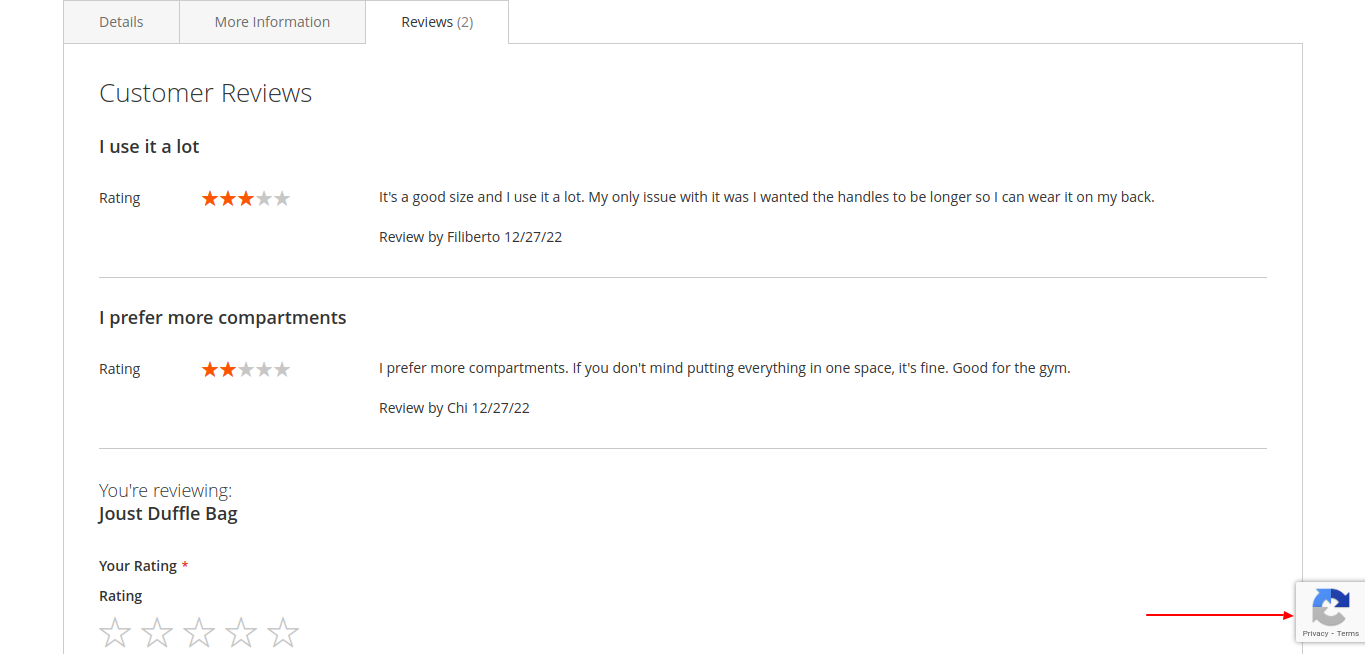 Details
More Information
Reviews (2)
Customer Reviews
I use it a lot
Rating
It's a good size and I use it a lot. My only issue with it was I wanted the handles to be longer so I can wear it on my back.
Review by Filiberto 12/27/22
I prefer more compartments
Rating
I prefer more compartments. If you don't mind putting everything in one space, it's fine. Good for the gym.
Review by Chi 12/27/22
You're reviewing:
Joust Duffle Bag
Your Rating *
Rating
Privacy - Terms